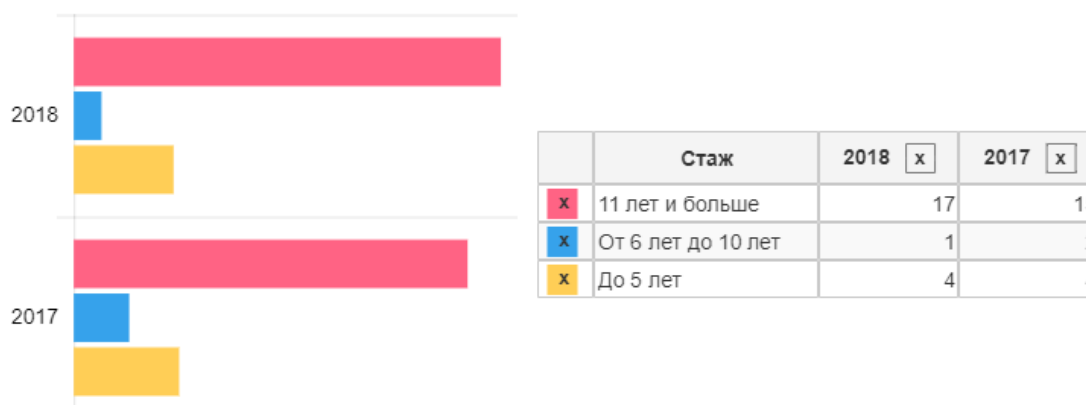 2018
2017
Стаж 2018 x 2017 x
x 11 лет и больше 17 1
x От 6 лет до 10 лет 1
x До 5 лет 4